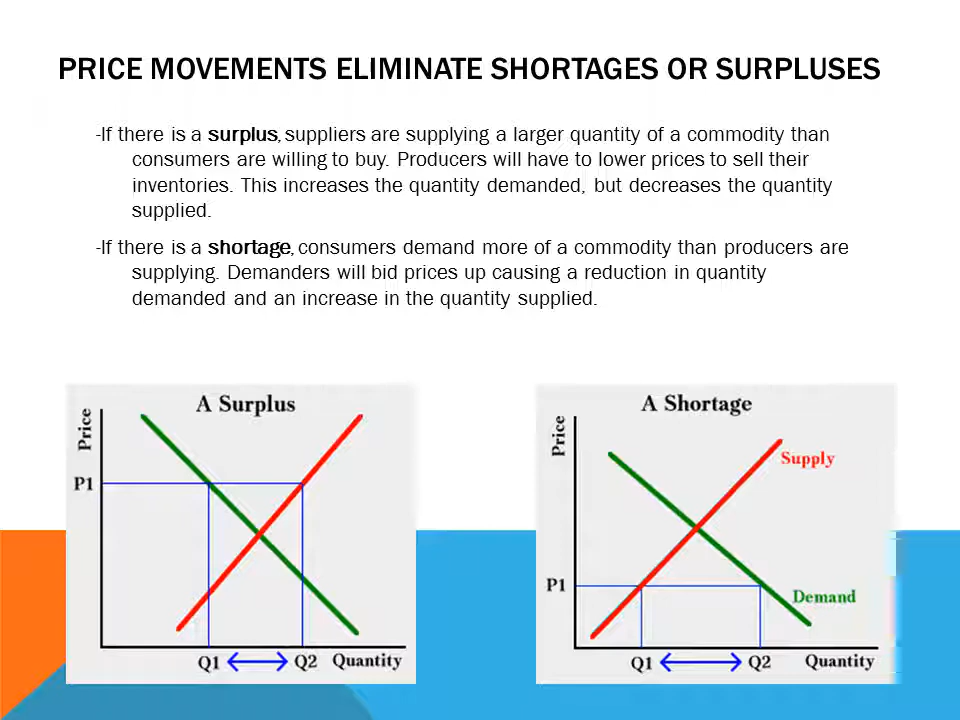 PRICE MOVEMENTS ELIMINATE SHORTAGES OR SURPLUSES
-If there is a surplus, suppliers are supplying a larger quantity of a commodity than
consumers are willing to buy. Producers will have to lower prices to sell their
inventories. This increases the quantity demanded, but decreases the quantity
supplied.
-If there is a shortage, consumers demand more of a commodity than producers are
supplying. Demanders will bid prices up causing a reduction in quantity
demanded and an increase in the quantity supplied.
A Surplus
Price
P1
Q1
Q2
Quantity
A Shortage
Price
Supply
P1
Demand
Q1
Q2
Quantity